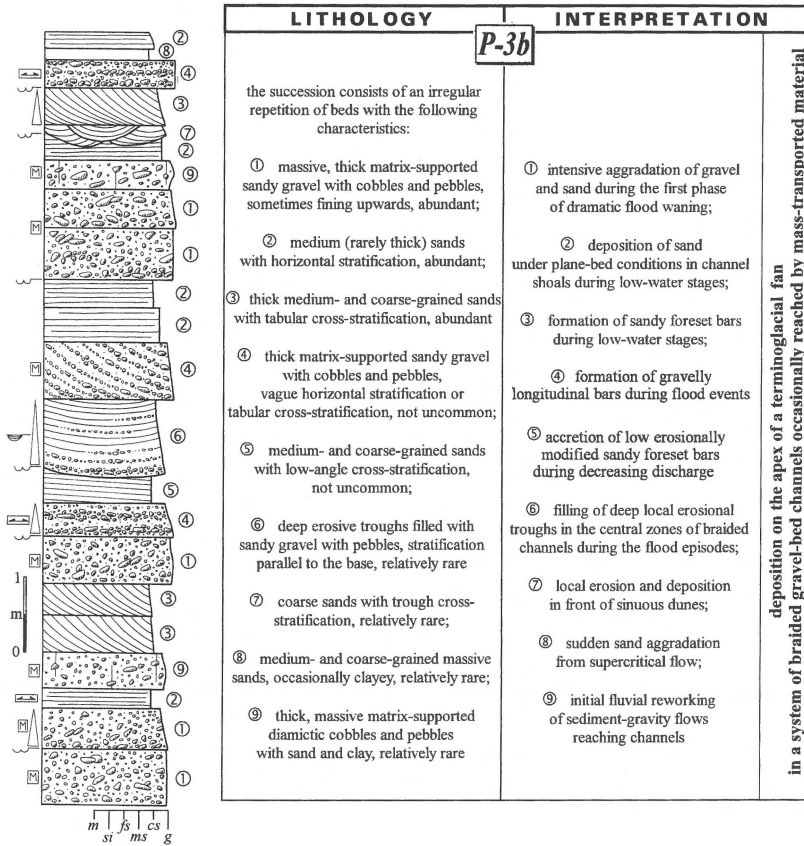 LITHOLOGY
INTERPRETATION
P-3b
the succession consists of an irregular
repetition of beds with the following
characteristics:
① massive, thick matrix-supported
sandy gravel with cobbles and pebbles,
sometimes fining upwards, abundant;
② medium (rarely thick) sands
with horizontal stratification, abundant;
③ thick medium- and coarse-grained sands
with tabular cross-stratification, abundant
④ thick matrix-supported sandy gravel
with cobbles and pebbles,
vague horizontal stratification or
tabular cross-stratification, not uncommon;
⑤ medium- and coarse-grained sands
with low-angle cross-stratification,
not uncommon;
⑥ deep erosive troughs filled with
sandy gravel with pebbles, stratification
parallel to the base, relatively rare
⑦ coarse sands with trough cross-
stratification, relatively rare;
⑧ medium- and coarse-grained massive
sands, occasionally clayey, relatively rare;
⑨ thick, massive matrix-supported
diamictic cobbles and pebbles
with sand and clay, relatively rare
① intensive aggradation of gravel
and sand during the first phase
of dramatic flood waning;
② deposition of sand
under plane-bed conditions in channel
shoals during low-water stages;
③ formation of sandy foreset bars
during low-water stages;
④ formation of gravelly
longitudinal bars during flood events
⑤ accretion of low erosionally
modified sandy foreset bars
during decreasing discharge
⑥ filling of deep local erosional
troughs in the central zones of braided
channels during the flood episodes;
⑦ local erosion and deposition
in front of sinuous dunes;
⑧ sudden sand aggradation
from supercritical flow;
⑨ initial fluvial reworking
of sediment-gravity flows
reaching channels
deposition on the apex of a terminoglacial fan
in a system of braided gravel-bed channels occasionally reached by mass-transported material
②
⑧
④
③
⑦
②
M ⑨
①
M
①
②
②
M ④
⑥
⑤
④
M ①
1
③
m
③
0
M ⑨
②
M ①
M ①
m fs cs
si ms g